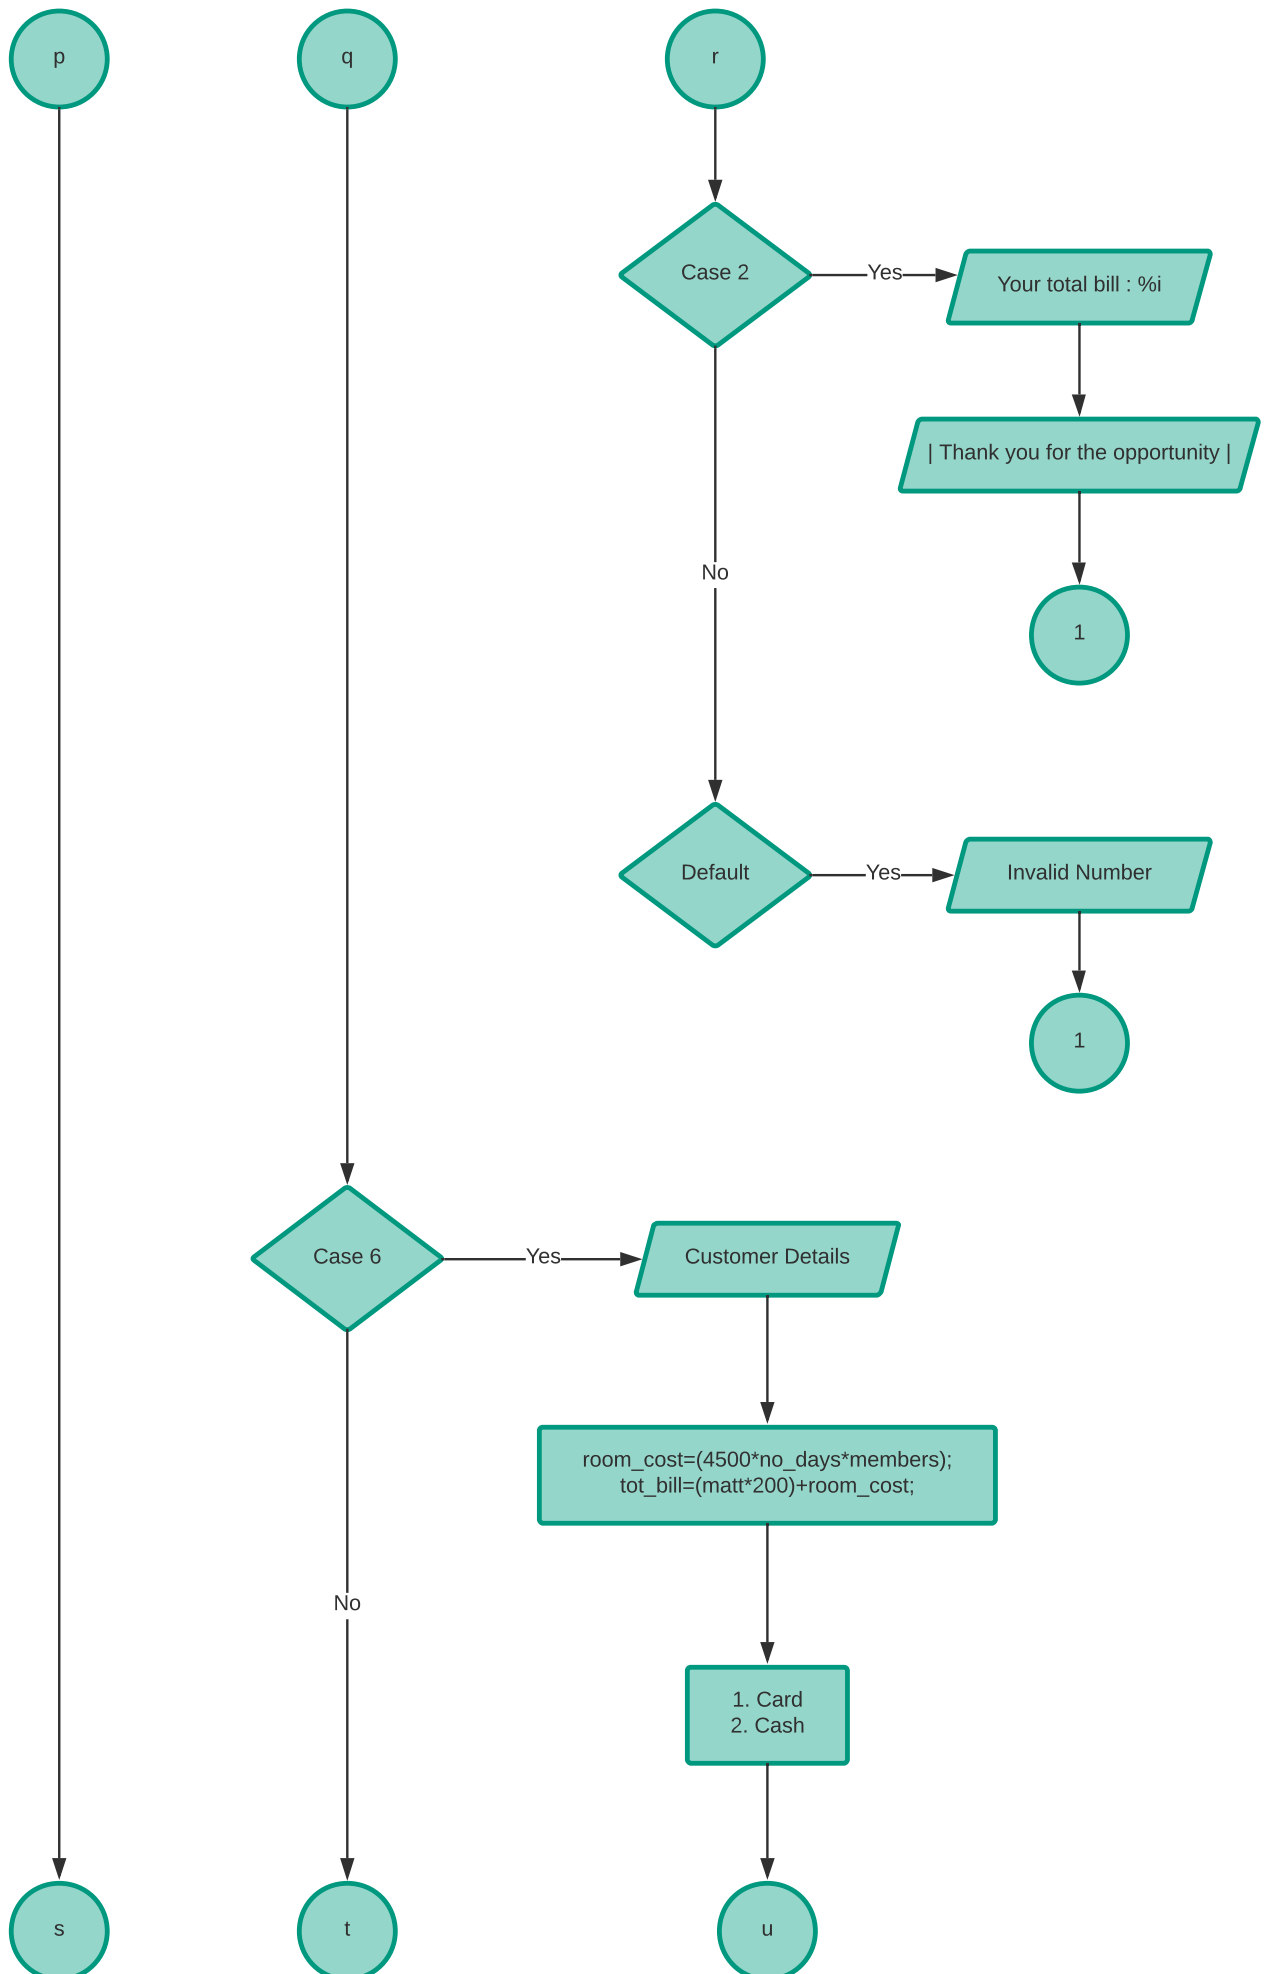 p
q
r
Case 2
Yes
Your total bill : %i
| Thank you for the opportunity |
No
1
Default
Yes
Invalid Number
1
Case 6
Yes
Customer Details
room_cost=(4500*no_days*members);
tot_bill=(matt*200)+room_cost;
No
1. Card
2. Cash
s
t
u